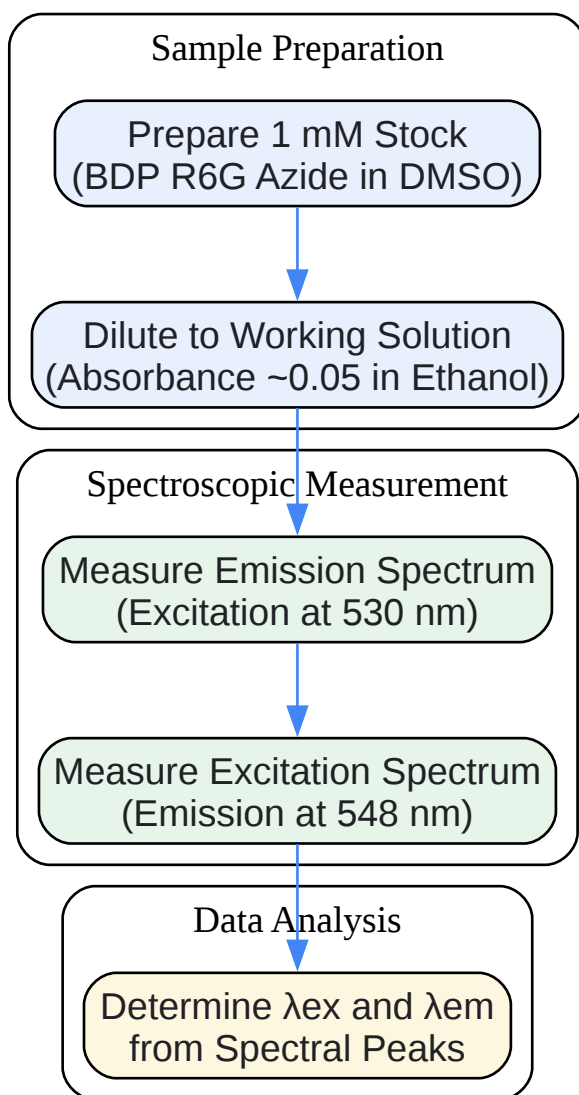 Sample Preparation
Prepare 1 mM Stock
(BDP R6G Azide in DMSO)
Dilute to Working Solution
(Absorbance ~0.05 in Ethanol)
Spectroscopic Measurement
Measure Emission Spectrum
(Excitation at 530 nm)
Measure Excitation Spectrum
(Emission at 548 nm)
Data Analysis
Determine λex and λem
from Spectral Peaks